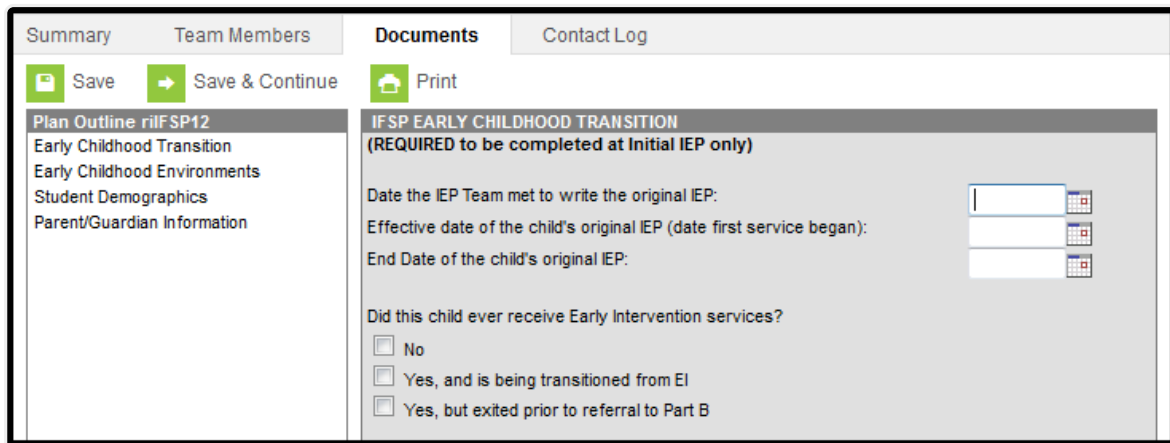 Summary Team Members Documents Contact Log
Save Save & Continue Print
Plan Outline riIFSP12
Early Childhood Transition
Early Childhood Environments
Student Demographics
Parent/Guardian Information
IFSP EARLY CHILDHOOD TRANSITION
(REQUIRED to be completed at Initial IEP only)
Date the IEP Team met to write the original IEP:
Effective date of the child's original IEP (date first service began):
End Date of the child's original IEP:
Did this child ever receive Early Intervention services?
No
Yes, and is being transitioned from EI
Yes, but exited prior to referral to Part B